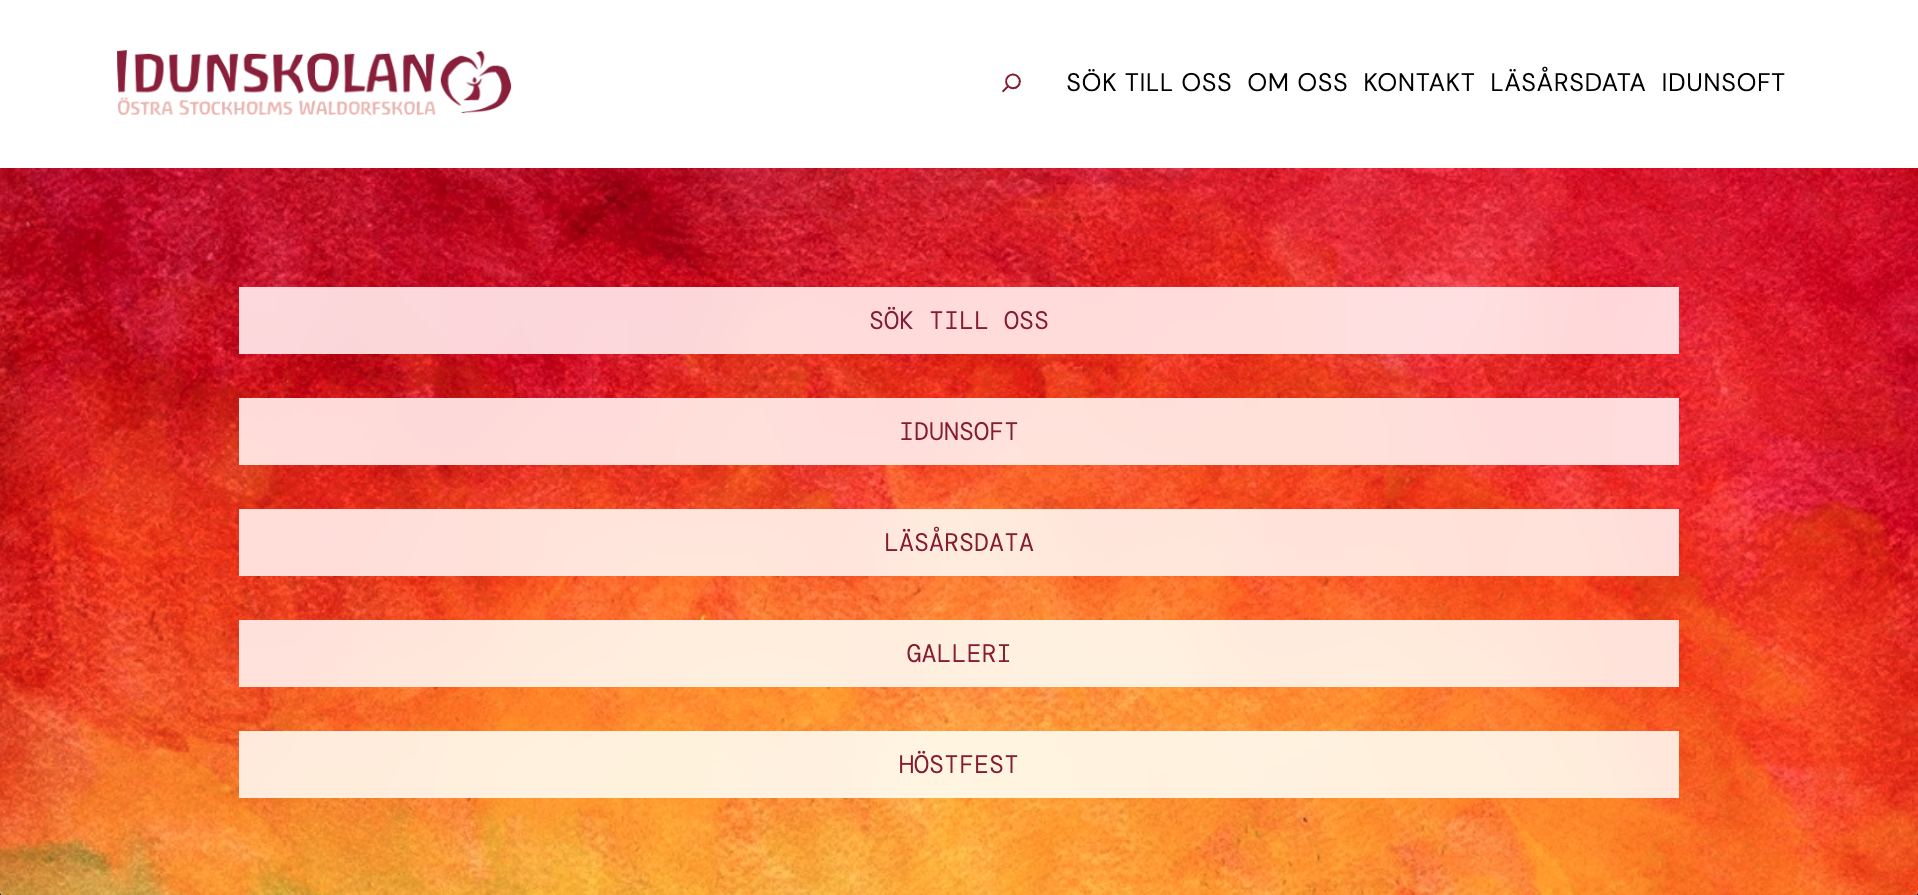 IDUNSKOLAN
ÖSTRA STOCKHOLMS WALDORFSKOLA
SÖK TILL OSS OM OSS KONTAKT LÄSÅRSDATA IDUNSOFT
SÖK TILL OSS
IDUNSOFT
LÄSÅRSDATA
GALLERI
HÖSTFEST